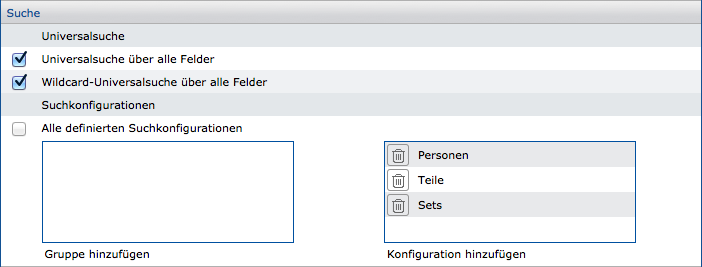 Suche
Universalsuche
Universalsuche über alle Felder
Wildcard-Universalsuche über alle Felder
Suchkonfigurationen
Alle definierten Suchkonfigurationen
Personen
Teile
Sets
Gruppe hinzufügen
Konfiguration hinzufügen